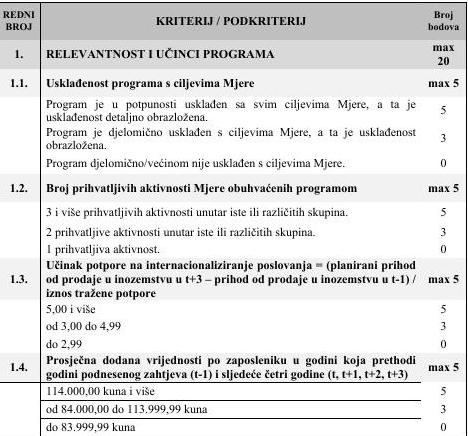 REDNI BROJ KRITERIJ / PODKRITERIJ Broj bodova
1. RELEVANTNOST I UČINCI PROGRAMA max 20
1.1. Usklađenost programa s ciljevima Mjere max 5
Program je u potpunosti usklađen sa svim ciljevima Mjere, a ta je
usklađenost detaljno obrazložena. 5
Program je djelomično usklađen s ciljevima Mjere, a ta je usklađenost
obrazložena. 3
Program djelomično/većinom nije usklađen s ciljevima Mjere. 0
1.2. Broj prihvatljivih aktivnosti Mjere obuhvaćenih programom max 5
3 i više prihvatljivih aktivnosti unutar iste ili različitih skupina. 5
2 prihvatljive aktivnosti unutar iste ili različitih skupina. 3
1 prihvatljiva aktivnost. 0
1.3. Učinak potpore na internacionaliziranje poslovanja = (planirani prihod
od prodaje u inozemstvu u t+3 – prihod od prodaje u inozemstvu u t-1) /
iznos tražene potpore max 5
5,00 i više 5
od 3,00 do 4,99 3
do 2,99 0
1.4. Prosječna dodana vrijednosti po zaposleniku u godini koja prethodi
godini podnesenog zahtjeva (t-1) i sljedeće četri godine (t, t+1, t+2, t+3) max 5
114.000,00 kuna i više 5
od 84.000,00 do 113.999,99 kuna 3
do 83.999,99 kuna 0